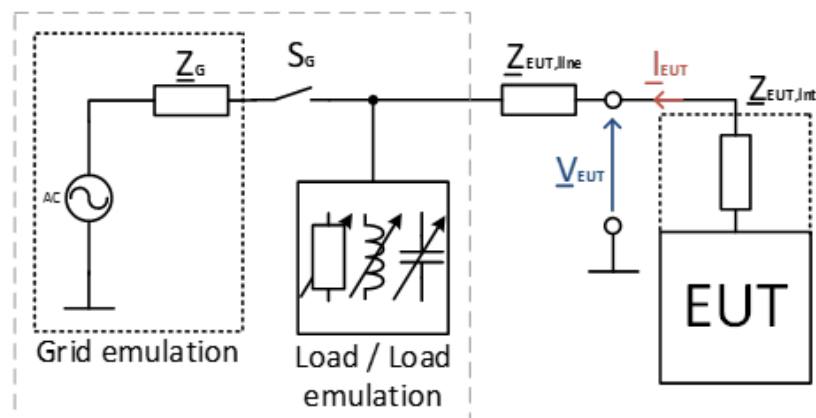 Z_G
S_G
Z_EUT,line
I_EUT
Z_EUT,Int
AC
V_EUT
EUT
Grid emulation
Load / Load
emulation